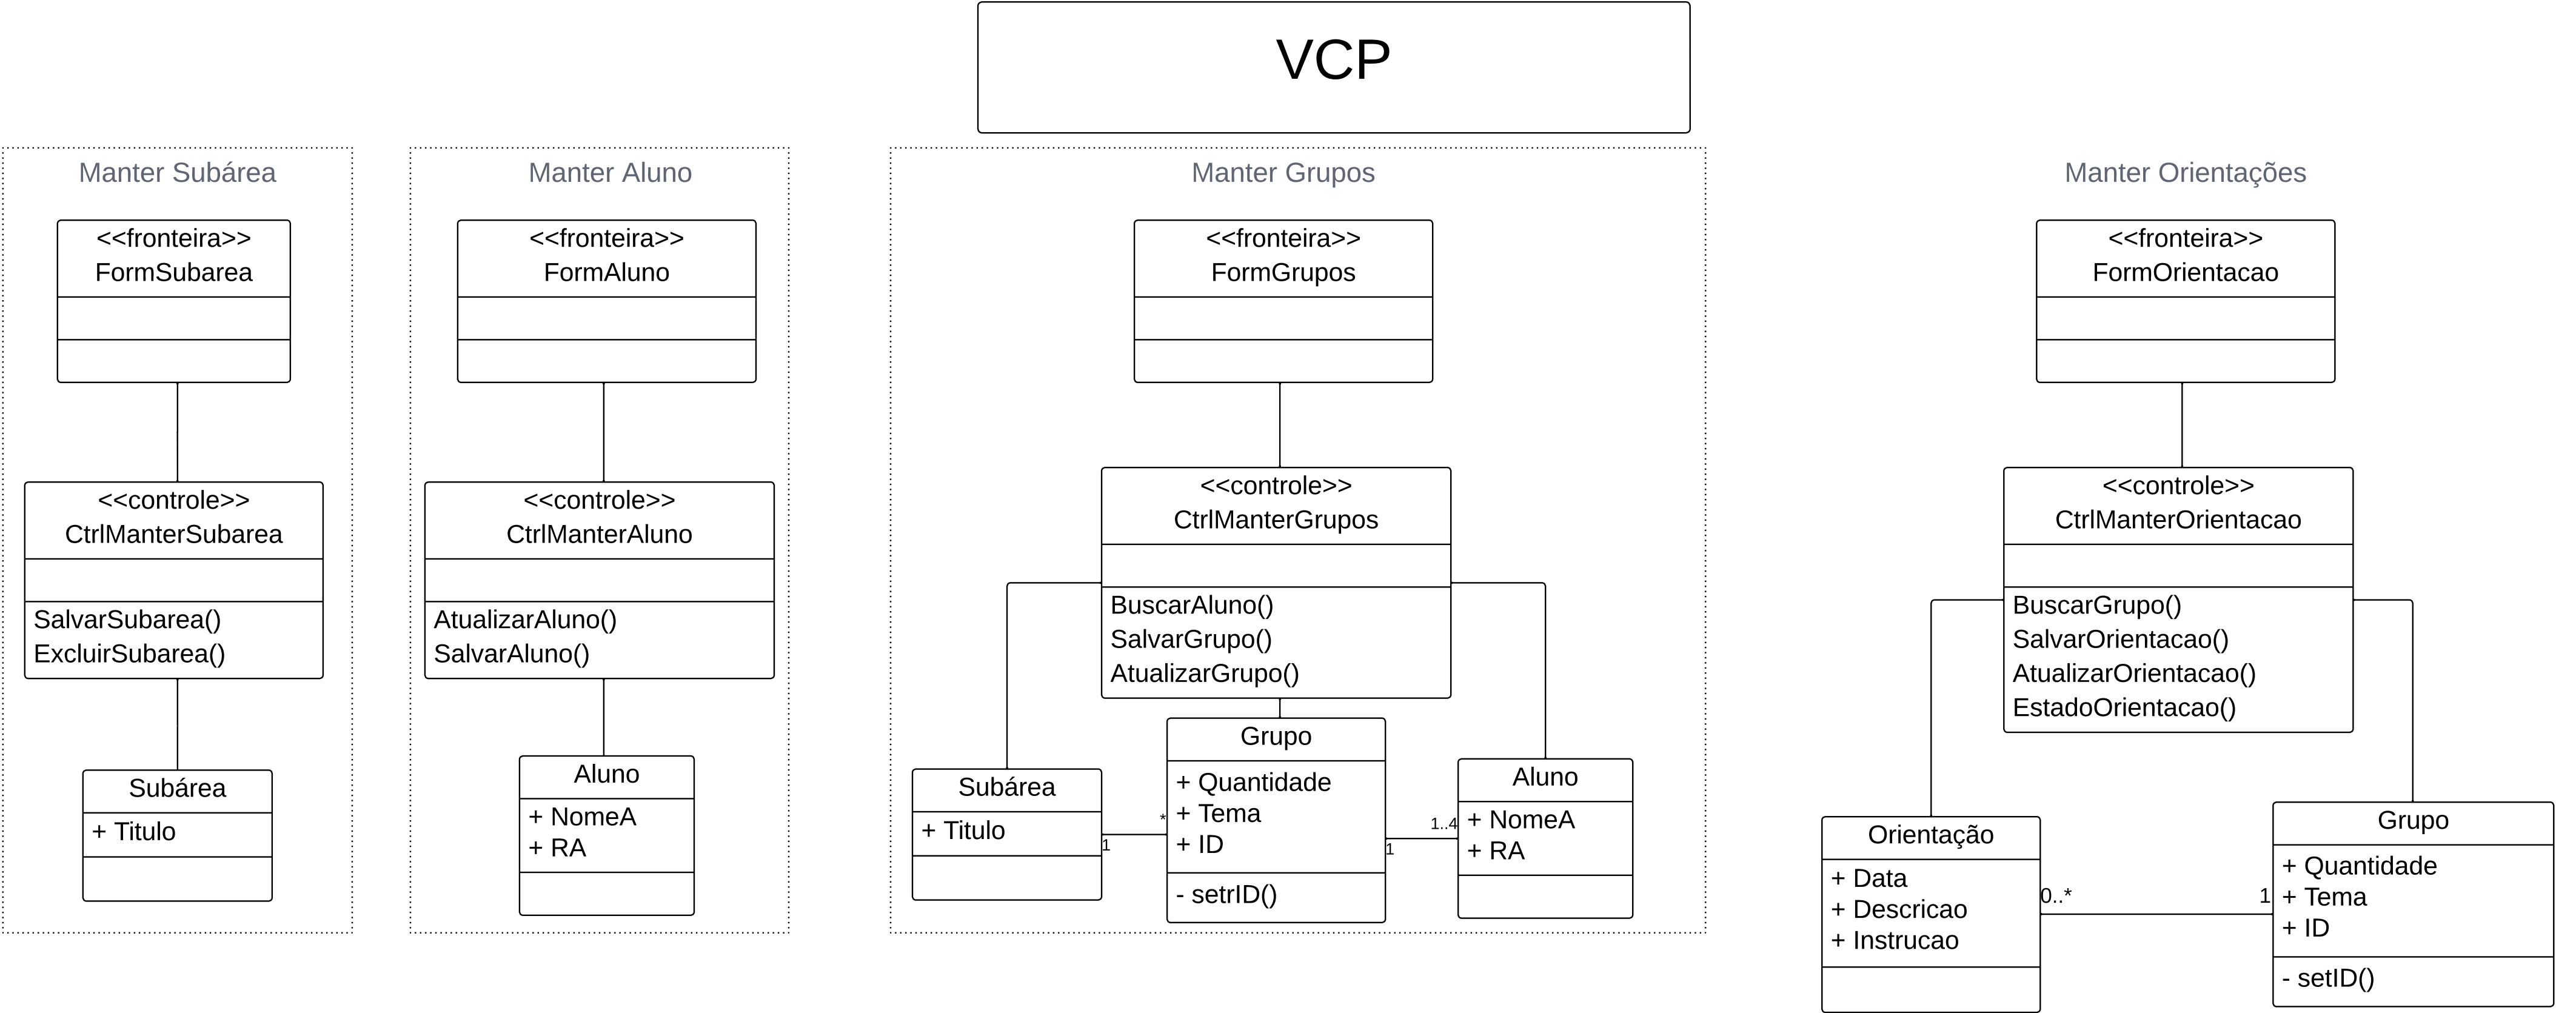 VCP
Manter Subárea
<<fronteira>>
FormSubarea
<<controle>>
CtrlManterSubarea
SalvarSubarea()
ExcluirSubarea()
Subárea
+ Titulo
Manter Aluno
<<fronteira>>
FormAluno
<<controle>>
CtrlManterAluno
AtualizarAluno()
SalvarAluno()
Aluno
+ NomeA
+ RA
Manter Grupos
<<fronteira>>
FormGrupos
<<controle>>
CtrlManterGrupos
BuscarAluno()
SalvarGrupo()
AtualizarGrupo()
Subárea
+ Titulo
1
*
Grupo
+ Quantidade
+ Tema
+ ID
- setrID()
1
1..4
Aluno
+ NomeA
+ RA
Manter Orientações
<<fronteira>>
FormOrientacao
<<controle>>
CtrlManterOrientacao
BuscarGrupo()
SalvarOrientacao()
AtualizarOrientacao()
EstadoOrientacao()
Orientação
+ Data
+ Descricao
+ Instrucao
0..*
1
Grupo
+ Quantidade
+ Tema
+ ID
- setID()